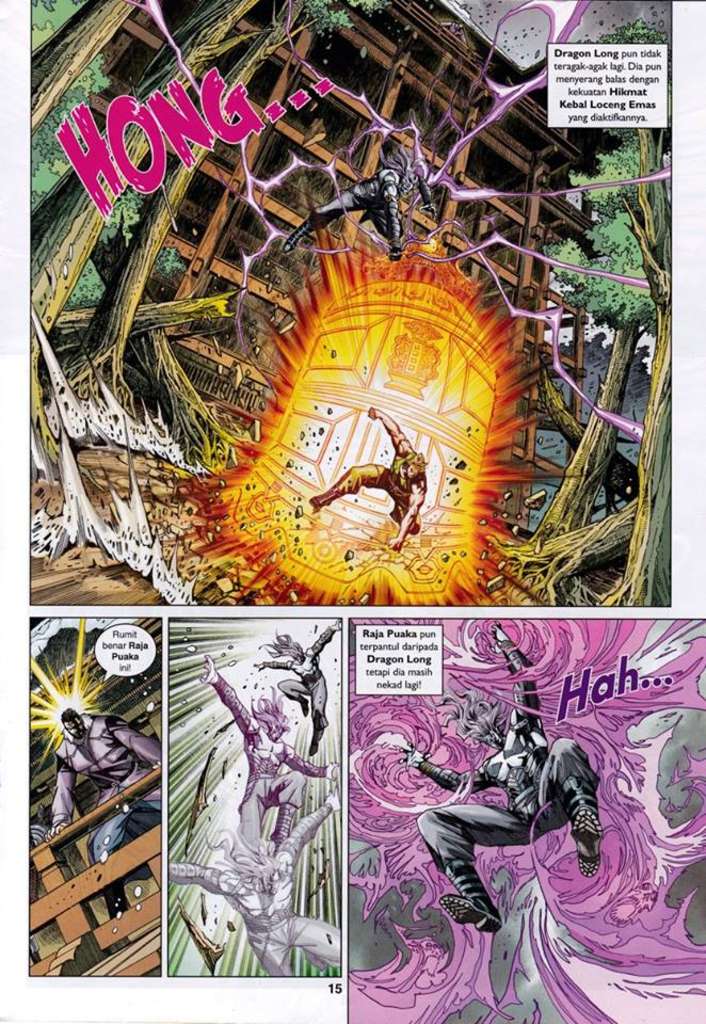 Dragon Long pun tidak
teragak-agak lagi. Dia pun
menyerang balas dengan
kekuatan Hikmat
Kebal Loceng Emas
yang diaktifkannya.
HONG...
Rumit
benar Raja
Puaka
ini!
Raja Puaka pun
terpantul daripada
Dragon Long
tetapi dia masih
nekad lagi!
Hah...
15